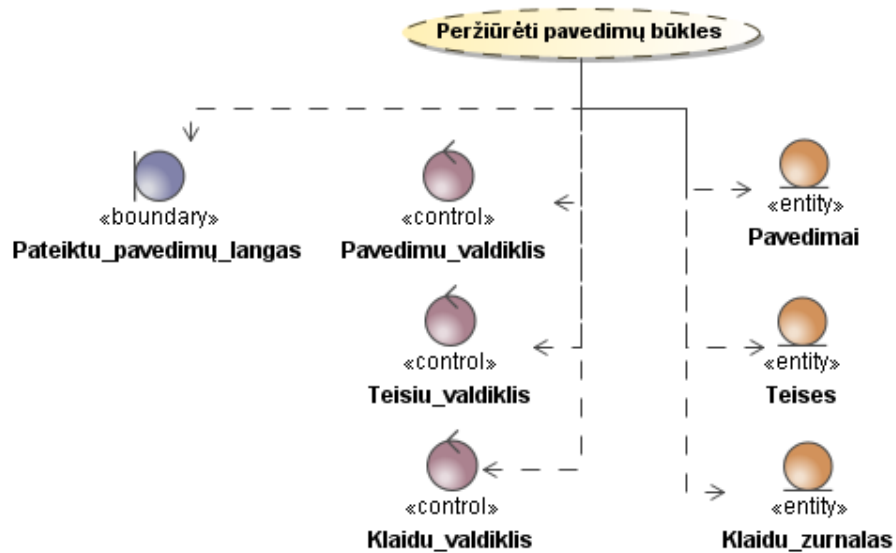 Peržiūrėti pavedimų būkles
«boundary»
Pateiktu_pavedimų_langas
«control»
Pavedimu_valdiklis
«entity»
Pavedimai
«control»
Teisiu_valdiklis
«entity»
Teises
«control»
Klaidu_valdiklis
«entity»
Klaidu_zurnalas